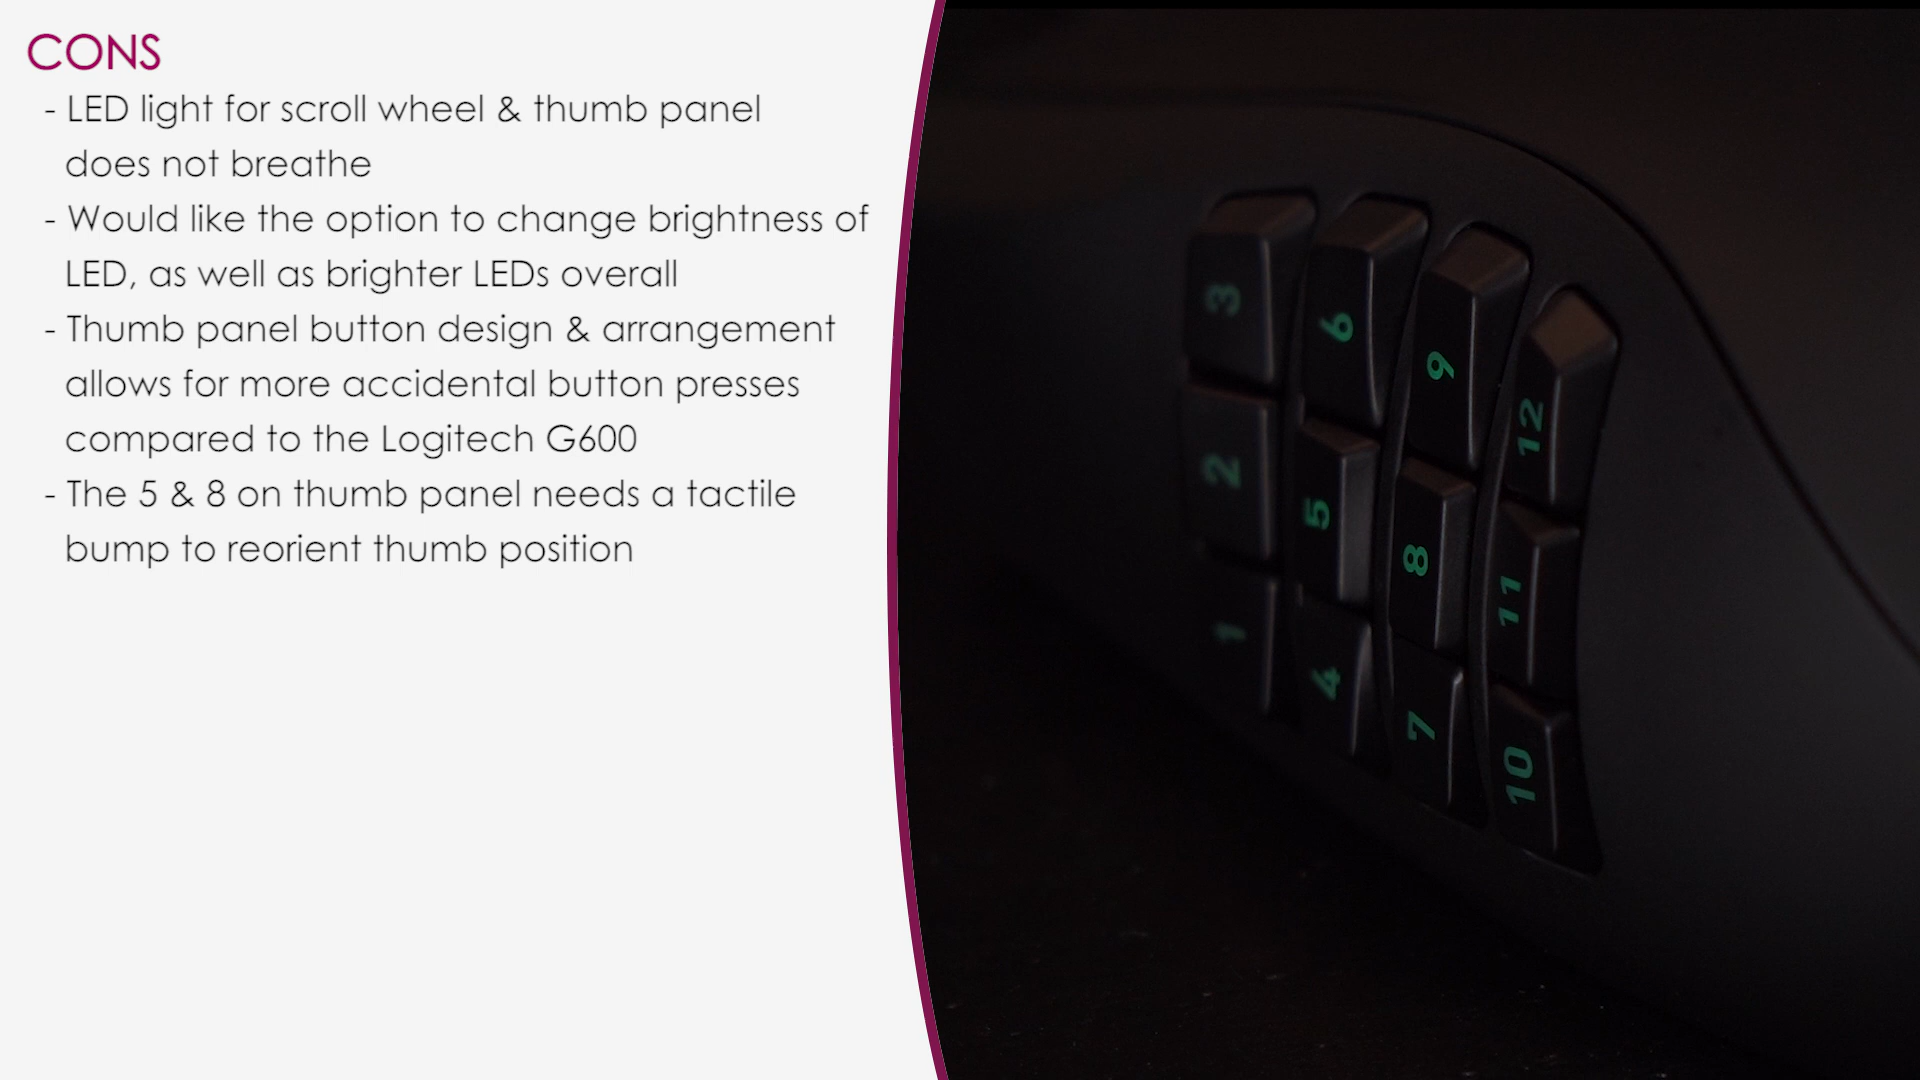 CONS
- LED light for scroll wheel & thumb panel
does not breathe
- Would like the option to change brightness of
LED, as well as brighter LEDs overall
- Thumb panel button design & arrangement
allows for more accidental button presses
compared to the Logitech G600
- The 5 & 8 on thumb panel needs a tactile
bump to reorient thumb position
3 6 9 12
2 5 8 11
1 4 7 10